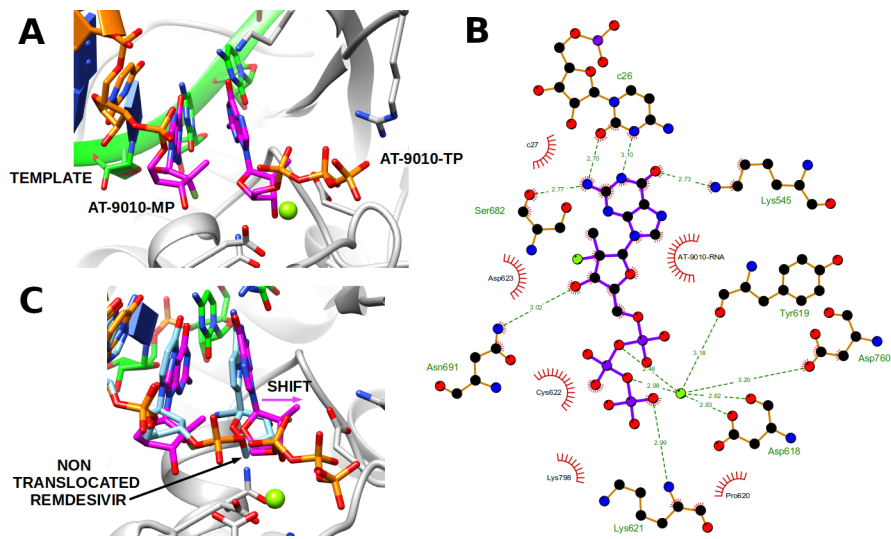 A
TEMPLATE
AT-9010-MP
AT-9010-TP
B
c26
c27
2.70
3.10
2.73
2.77
Ser682
Lys545
AT-9010-RNA
Asp623
Tyr619
3.02
Asn691
3.18
Asp760
2.48
3.20
2.98
2.62
Cys622
2.83
Asp618
2.99
Lys798
Pro620
Lys621
C
SHIFT
NON
TRANSLOCATED
REMDESIVIR